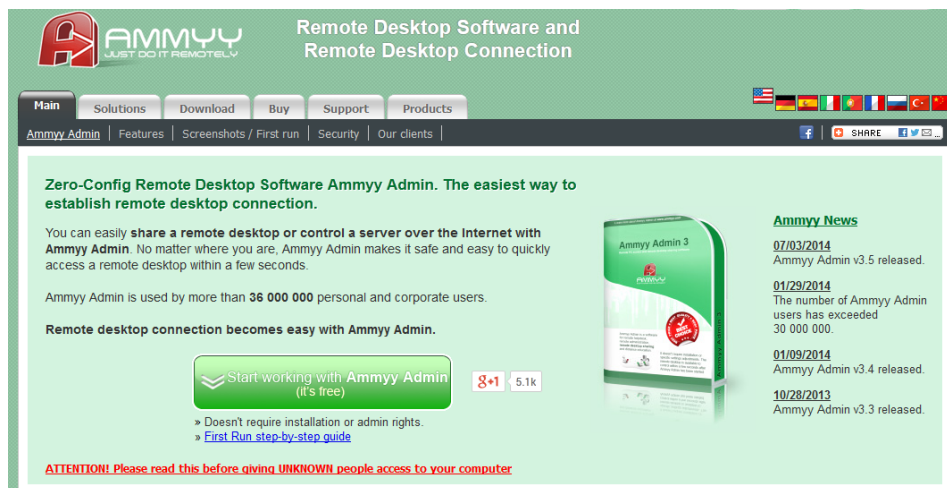 AMMYY
JUST DO IT REMOTELY
Remote Desktop Software and
Remote Desktop Connection
Main
Solutions
Download
Buy
Support
Products
Ammyy Admin
Features
Screenshots / First run
Security
Our clients
SHARE
...
Zero-Config Remote Desktop Software Ammyy Admin. The easiest way to
establish remote desktop connection.
You can easily share a remote desktop or control a server over the Internet with
Ammyy Admin. No matter where you are, Ammyy Admin makes it safe and easy to quickly
access a remote desktop within a few seconds.
Ammyy Admin is used by more than 36 000 000 personal and corporate users.
Remote desktop connection becomes easy with Ammyy Admin.
Start working with Ammyy Admin
(it's free)
g+1
5.1k
» Doesn't require installation or admin rights.
» First Run step-by-step guide
ATTENTION! Please read this before giving UNKNOWN people access to your computer
Ammyy Admin 3
AMMYY
BEST
CHOICE
Ammyy Admin 3
Ammyy News
07/03/2014
Ammyy Admin v3.5 released.
01/29/2014
The number of Ammyy Admin
users has exceeded
30 000 000.
01/09/2014
Ammyy Admin v3.4 released.
10/28/2013
Ammyy Admin v3.3 released.